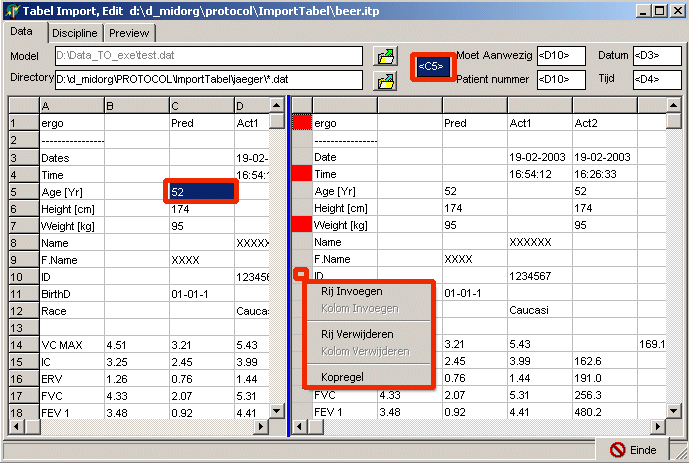 Tabel Import, Edit d:\d_midorg\protocol\ImportTabel\beer.itp
Data Discipline Preview
Model D:\Data_TO_exe\test.dat <C5> Moet Aanwezig <D10> Datum <D3>
Directory D:\d_midorg\PROTOCOL\ImportTabel\jaeger\*.dat Patient nummer <D10> Tijd <D4>
A B C D
1 ergo Pred Act1
2 ----------------
3 Dates 19-02-
4 Time 16:54:1
5 Age [Yr] 52
6 Height [cm] 174
7 Weight [kg] 95
8 Name XXXXX
9 F.Name XXXX
10 ID 1234567
11 BirthD 01-01-1
12 Race Caucas
13
14 VC MAX 4.51 3.21 5.43
15 IC 3.25 2.45 3.99
16 ERV 1.26 0.76 1.44
17 FVC 4.33 2.07 5.31
18 FEV 1 3.48 0.92 4.41
ergo Pred Act1 Act2
----------------
Date 19-02-2003 19-02-2003
Time 16:54:12 16:26:33
Age [Yr] 52 52
Height [cm] 174
Weight [kg] 95 95
Name XXXXXX
F.Name XXXX
ID 1234567
01-01-1
Caucasi
3.21 5.43 169.1
2.45 3.99 162.6
0.76 1.44 191.0
FVC 4.33 2.07 5.31 256.3
FEV 1 3.48 0.92 4.41 480.2
Rij Invoegen
Kolom Invoegen
Rij Verwijderen
Kolom Verwijderen
Kopregel
Einde